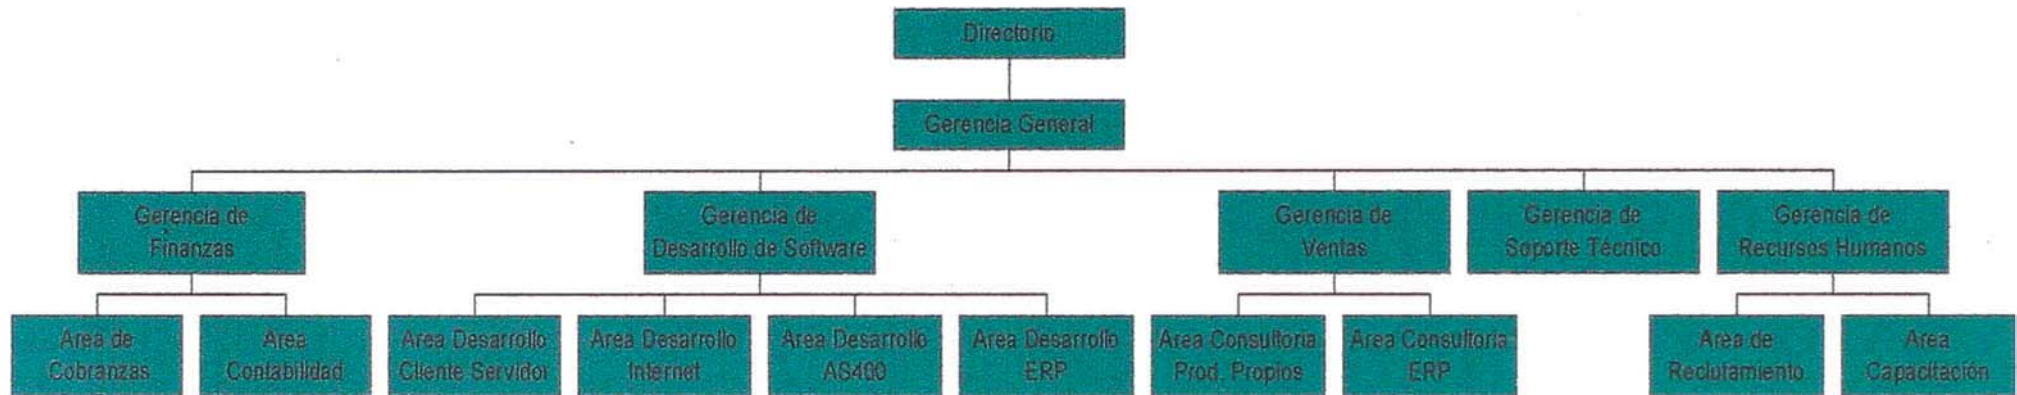 Directorio
Gerencia General
Gerencia de
Finanzas
Gerencia de
Desarrollo de Software
Gerencia de
Ventas
Gerencia de
Soporte Técnico
Gerencia de
Recursos Humanos
Area de
Cobranzas
Area
Contabilidad
Area Desarrollo
Cliente Servidor
Area Desarrollo
Internet
Area Desarrollo
AS400
Area Desarrollo
ERP
Area Consultoria
Prod. Propios
Area Consultoria
ERP
Area de
Reclutamiento
Area
Capacitación